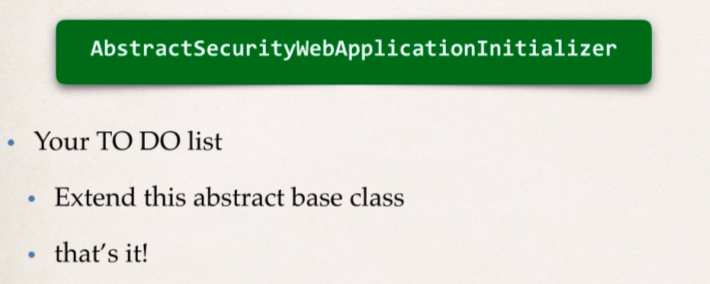 AbstractSecurityWebApplicationInitializer
• Your TO DO list
• Extend this abstract base class
• that's it!